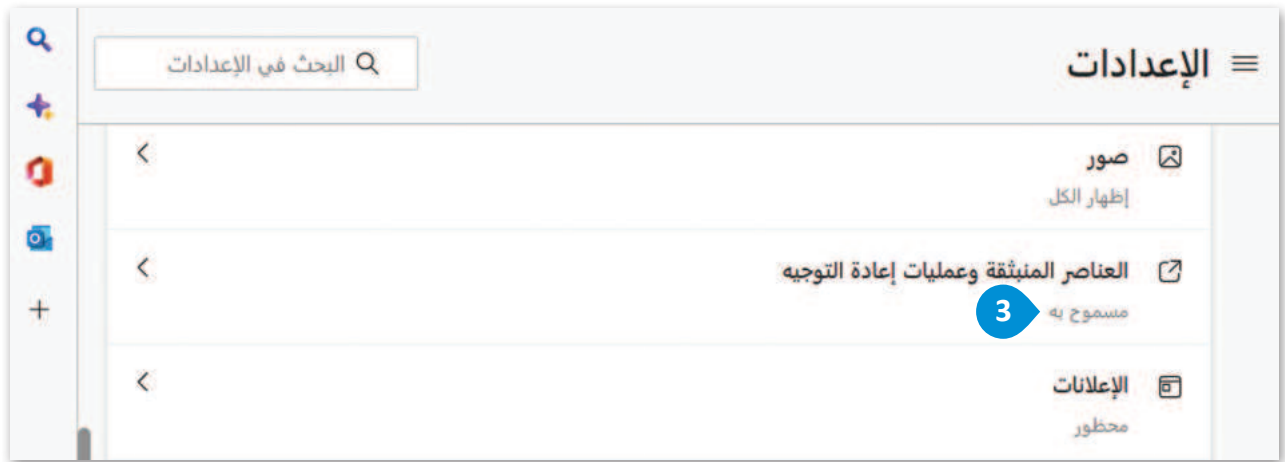 الإعدادات
البحث في الإعدادات
صور
إظهار الكل
العناصر المنبثقة وعمليات إعادة التوجيه
مسموح به
3
الإعلانات
محظور